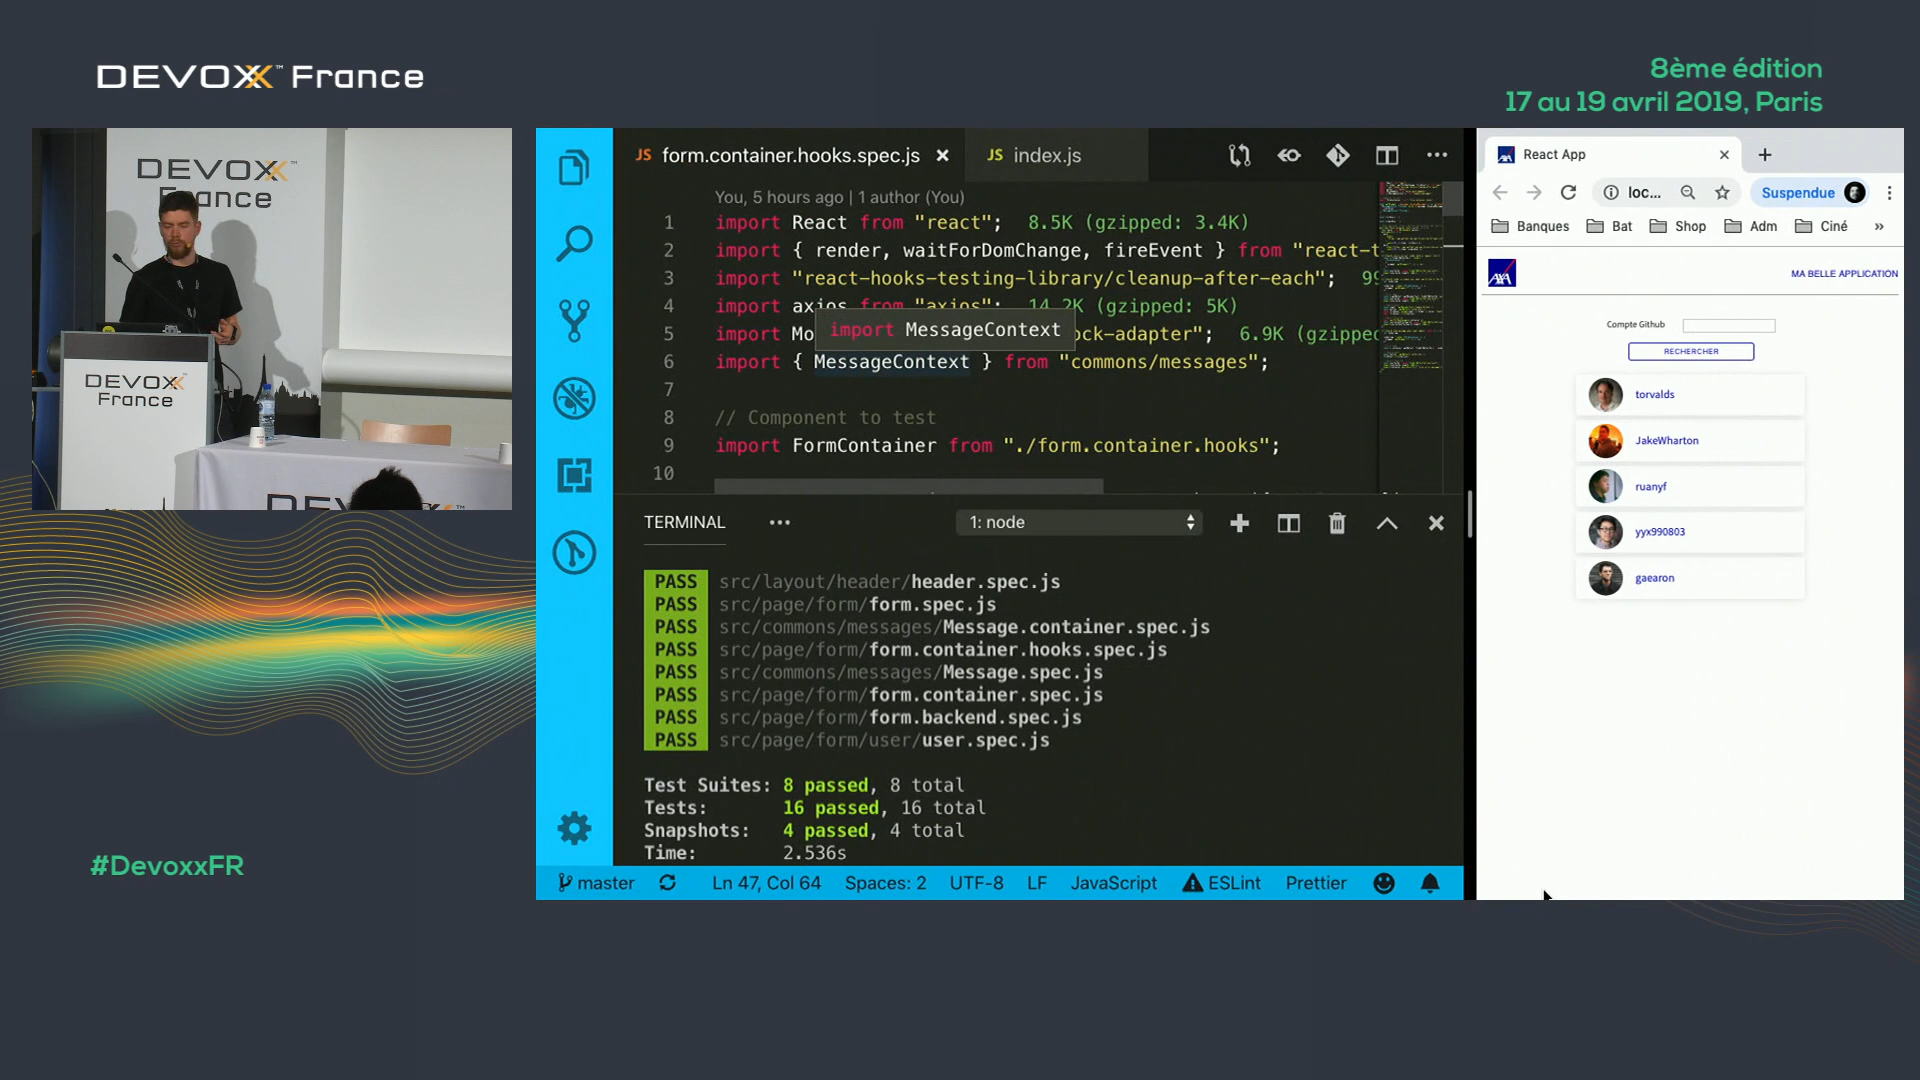 DEVOXX™ France
8ème édition
17 au 19 avril 2019, Paris
DEVOXX™
France
DEVOXX
France
#DevoxxFR
JS form.container.hooks.spec.js
JS index.js
You, 5 hours ago | 1 author (You)
1 import React from "react"; 8.5K (gzipped: 3.4K)
2 import { render, waitForDomChange, fireEvent } from "react-t
3 import "react-hooks-testing-library/cleanup-after-each"; 99
4 import axios from "axios"; 14.2K (gzipped: 5K)
import MessageContext
5 import Mo ock-adapter"; 6.9K (gzipped
6 import { MessageContext } from "commons/messages";
7
8 // Component to test
9 import FormContainer from "./form.container.hooks";
10
TERMINAL
1: node
PASS src/layout/header/header.spec.js
PASS src/page/form/form.spec.js
PASS src/commons/messages/Message.container.spec.js
PASS src/page/form/form.container.hooks.spec.js
PASS src/commons/messages/Message.spec.js
PASS src/page/form/form.container.spec.js
PASS src/page/form/form.backend.spec.js
PASS src/page/form/user/user.spec.js
Test Suites: 8 passed, 8 total
Tests: 16 passed, 16 total
Snapshots: 4 passed, 4 total
Time: 2.536s
master Ln 47, Col 64 Spaces: 2 UTF-8 LF JavaScript ESLint Prettier
React App
loc... Suspendue
Banques Bat Shop Adm Ciné »
AXA MA BELLE APPLICATION
Compte Github
RECHERCHER
torvalds
JakeWharton
ruanyf
yyx990803
gaearon